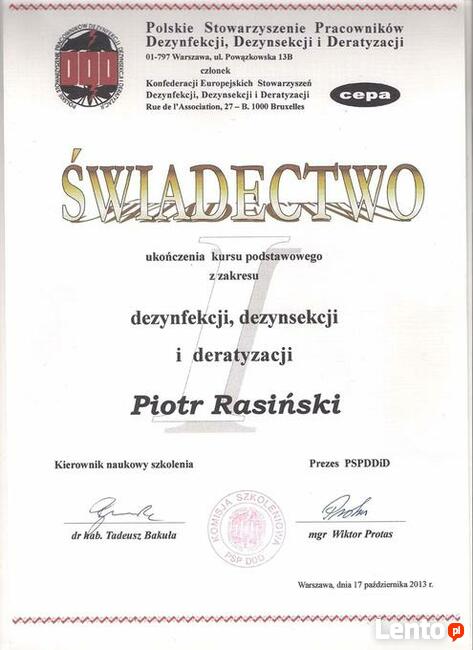 Polskie Stowarzyszenie Pracowników
Dezynfekcji, Dezynsekcji i Deratyzacji
01-797 Warszawa, ul. Powązkowska 13B
członek
Konfederacji Europejskich Stowarzyszeń
Dezynfekcji, Dezynsekcji i Deratyzacji
Rue de l'Association, 27 – B. 1000 Bruxelles
DDD
cepa
ŚWIADECTWO
I
ukończenia kursu podstawowego
z zakresu
dezynfekcji, dezynsekcji
i deratyzacji
Piotr Rasiński
Kierownik naukowy szkolenia
Prezes PSPDDiD
KOMISJA SZKOLENIOWA
PSP DDD
dr hab. Tadeusz Bakuła
mgr Wiktor Protas
Warszawa, dnia 17 października 2013 r.
Lento.pl